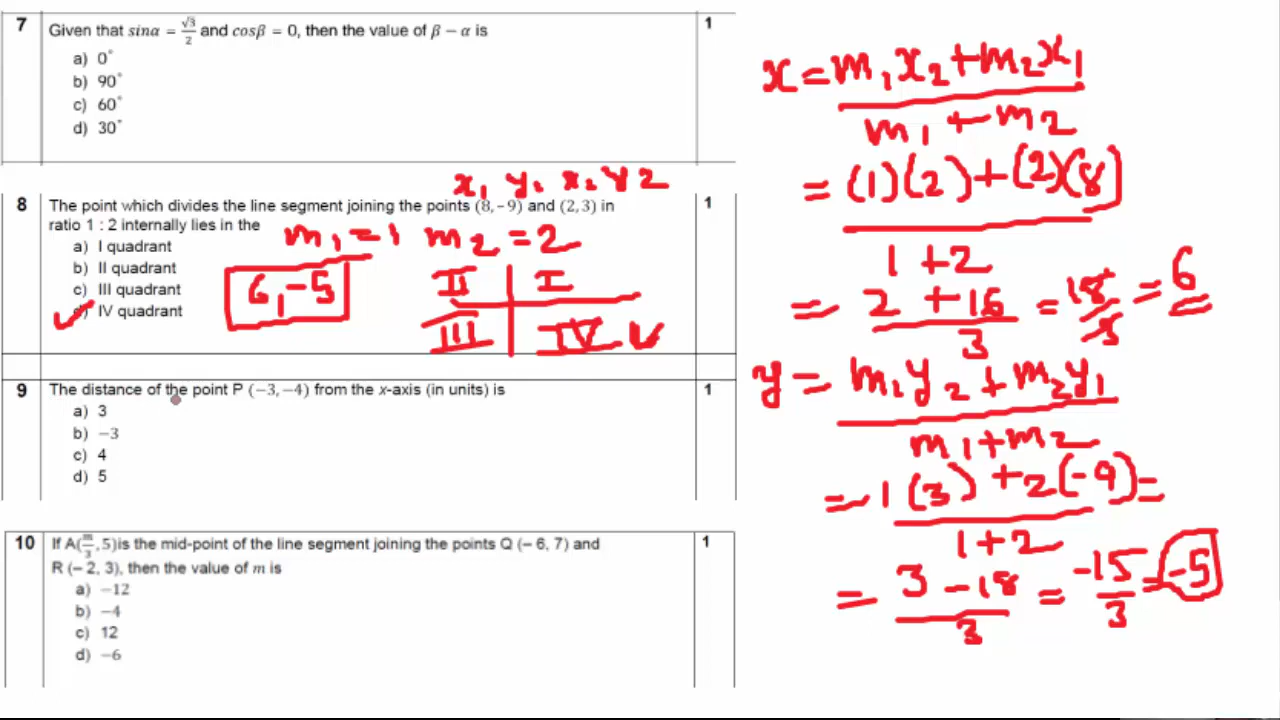 7 Given that sinα = √3/2 and cosβ = 0, then the value of β − α is 1
a) 0°
b) 90°
c) 60°
d) 30°
x₁ y₁ x₂ y2
8 The point which divides the line segment joining the points (8, −9) and (2, 3) in 1
ratio 1 : 2 internally lies in the
m₁ = 1 m₂ = 2
a) I quadrant
b) II quadrant
c) III quadrant
d) IV quadrant
6, −5
II I
III IV
9 The distance of the point P (−3, −4) from the x-axis (in units) is 1
a) 3
b) −3
c) 4
d) 5
10 If A(m/3, 5)is the mid-point of the line segment joining the points Q (− 6, 7) and 1
R (− 2, 3), then the value of m is
a) −12
b) −4
c) 12
d) −6
x = m₁x₂ + m₂x₁
m₁ + m₂
= (1)(2) + (2)(8)
1 + 2
= 2 + 16 / 3 = 18/3 = 6
y = m₁y₂ + m₂y₁
m₁ + m₂
= 1(3) + 2(−9) =
1 + 2
= 3 − 18 / 3 = −15/3 = −5